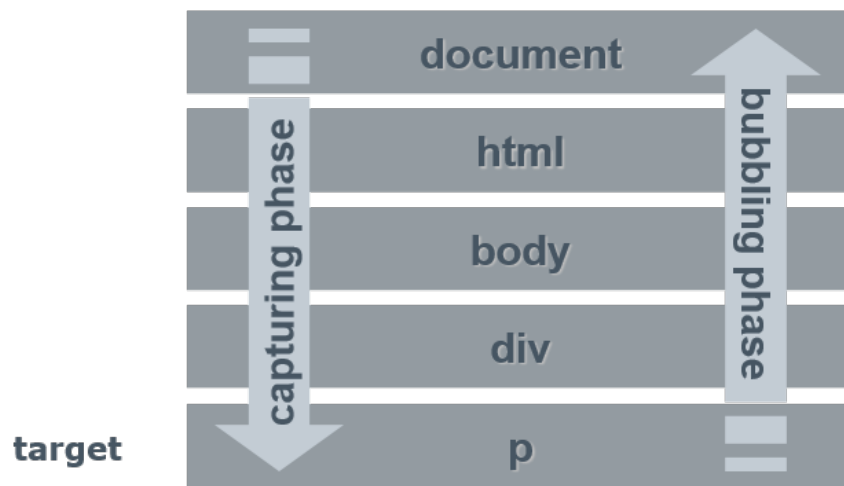 document
html
body
div
target
p
capturing phase
bubbling phase